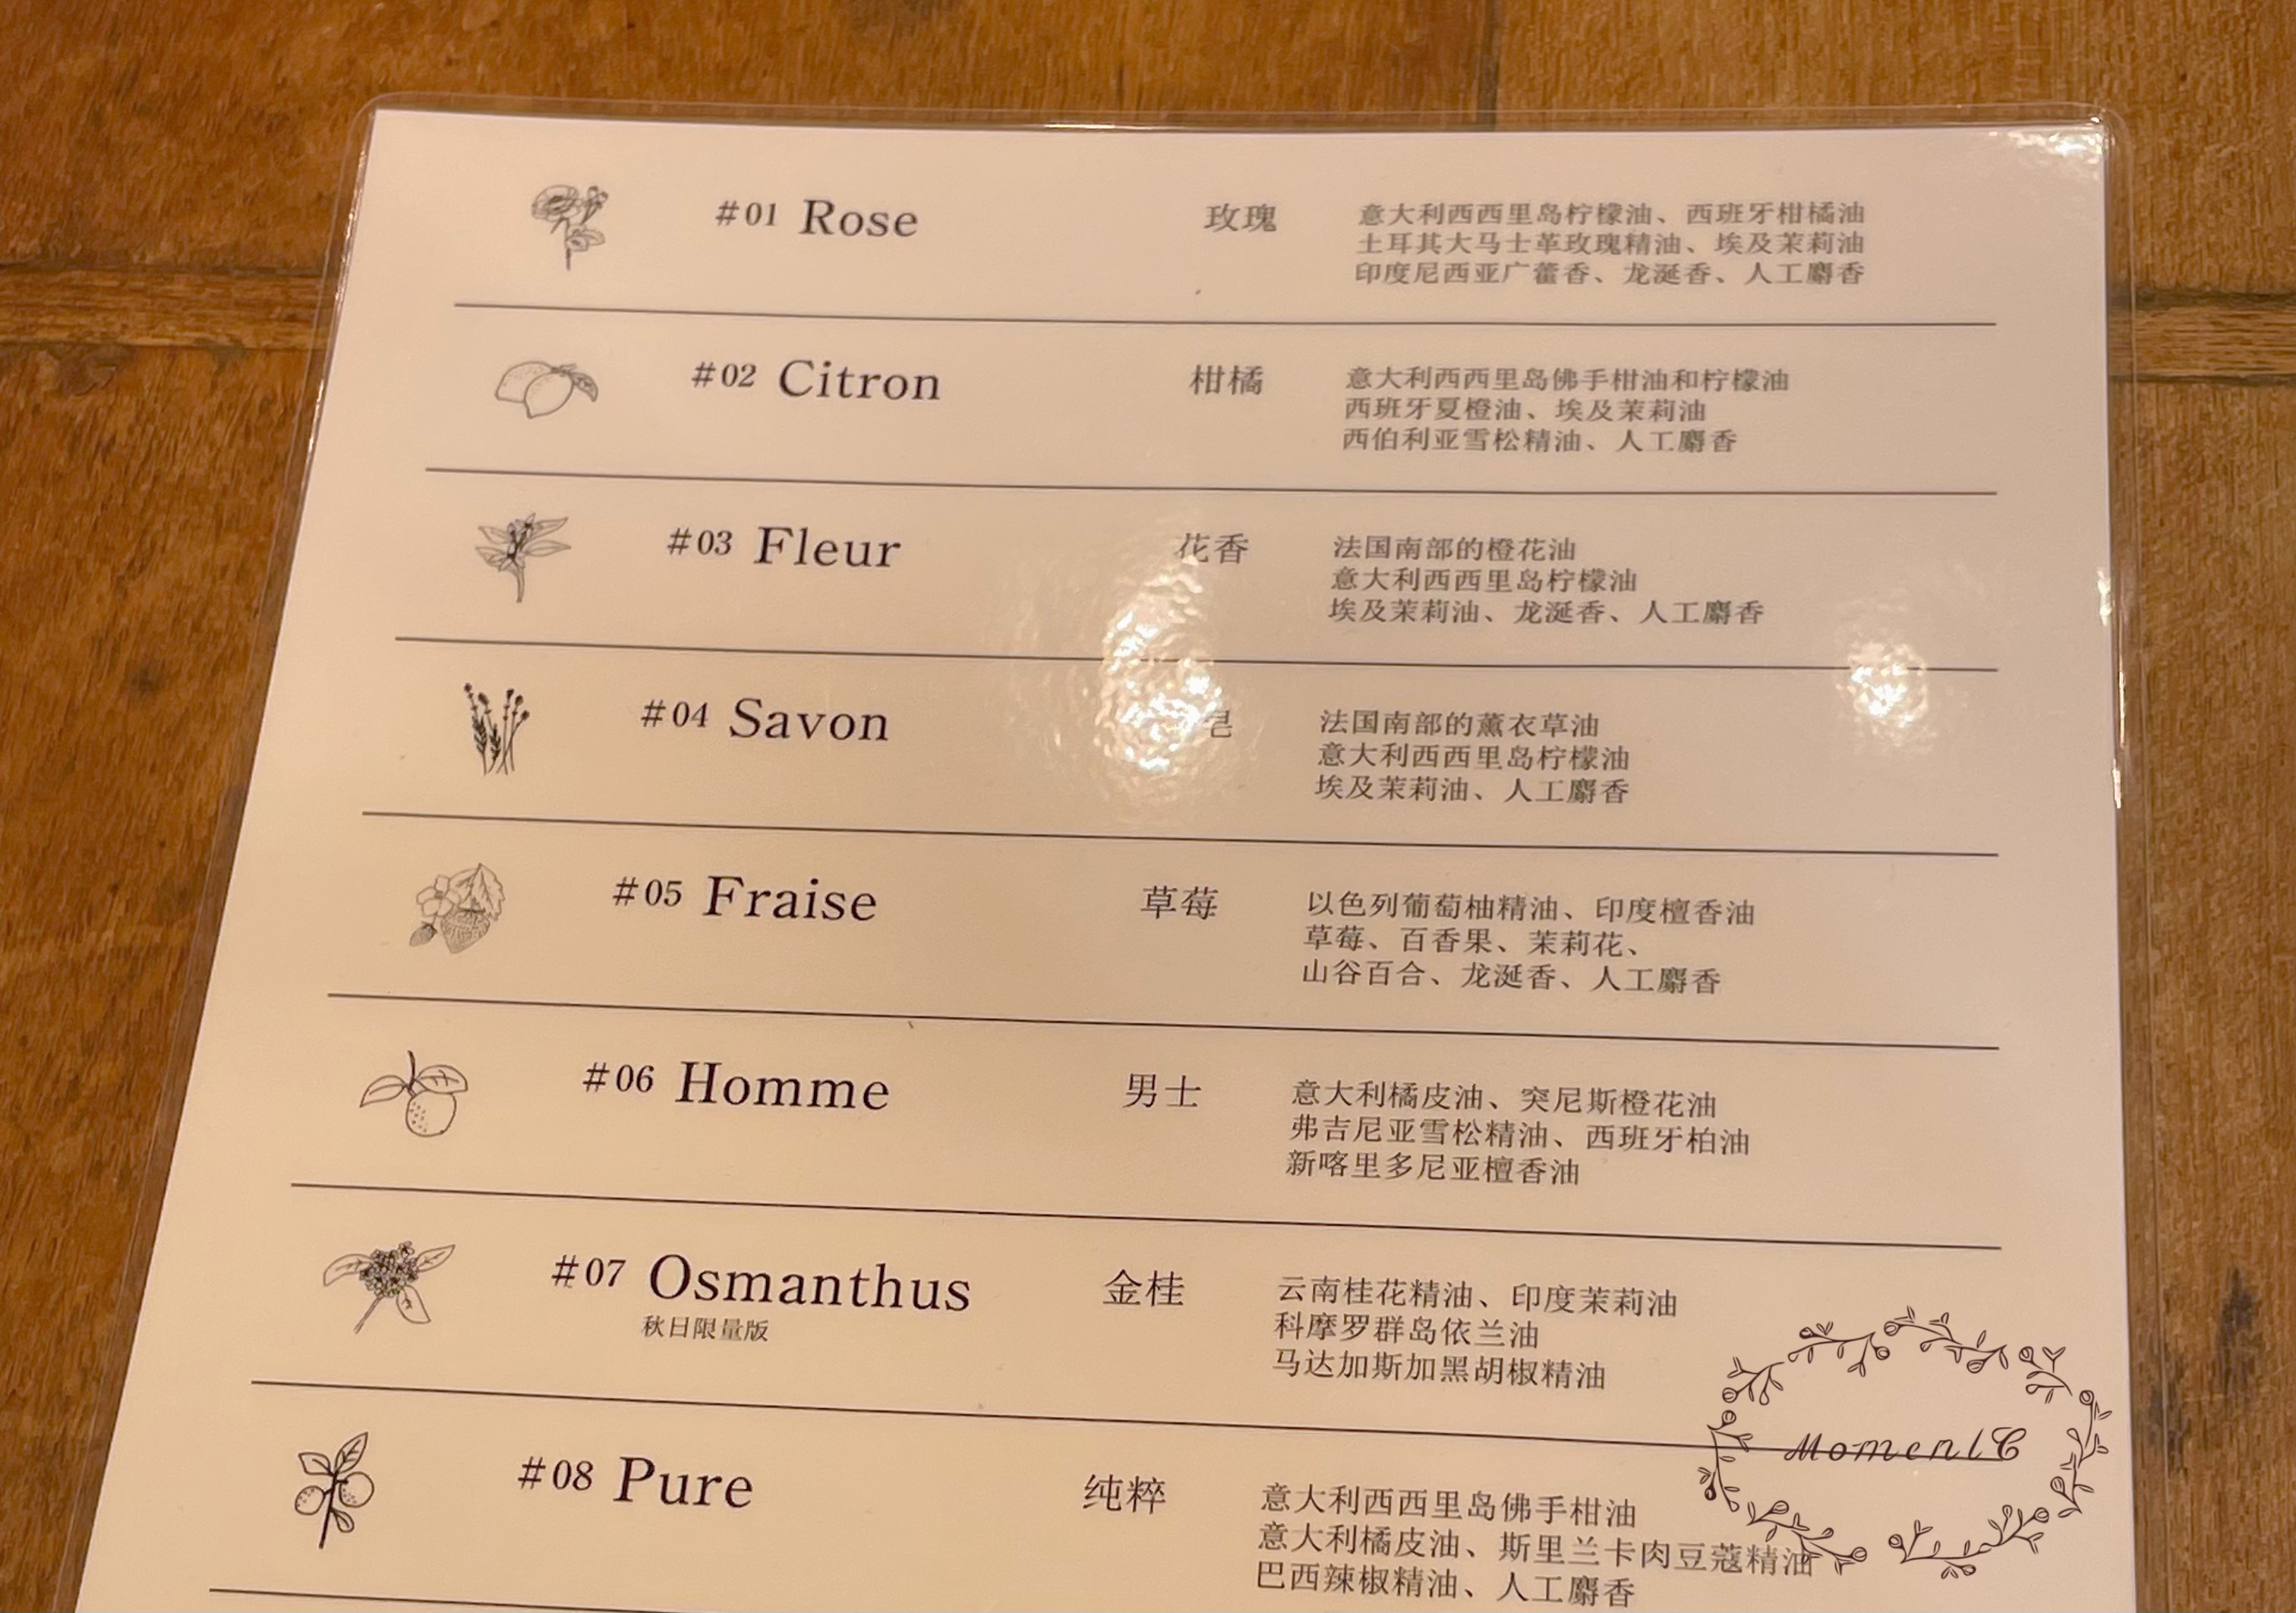 #01 Rose 玫瑰
意大利西西里岛柠檬油、西班牙柑橘油
土耳其大马士革玫瑰精油、埃及茉莉油
印度尼西亚广藿香、龙涎香、人工麝香
#02 Citron 柑橘
意大利西西里岛佛手柑油和柠檬油
西班牙夏橙油、埃及茉莉油
西伯利亚雪松精油、人工麝香
#03 Fleur 花香
法国南部的橙花油
意大利西西里岛柠檬油
埃及茉莉油、龙涎香、人工麝香
#04 Savon
法国南部的薰衣草油
意大利西西里岛柠檬油
埃及茉莉油、人工麝香
#05 Fraise 草莓
以色列葡萄柚精油、印度檀香油
草莓、百香果、茉莉花、
山谷百合、龙涎香、人工麝香
#06 Homme 男士
意大利橘皮油、突尼斯橙花油
弗吉尼亚雪松精油、西班牙柏油
新喀里多尼亚檀香油
#07 Osmanthus 金桂
秋日限量版
云南桂花精油、印度茉莉油
科摩罗群岛依兰油
马达加斯加黑胡椒精油
#08 Pure 纯粹
意大利西西里岛佛手柑油
意大利橘皮油、斯里兰卡肉豆蔻精油
巴西辣椒精油、人工麝香